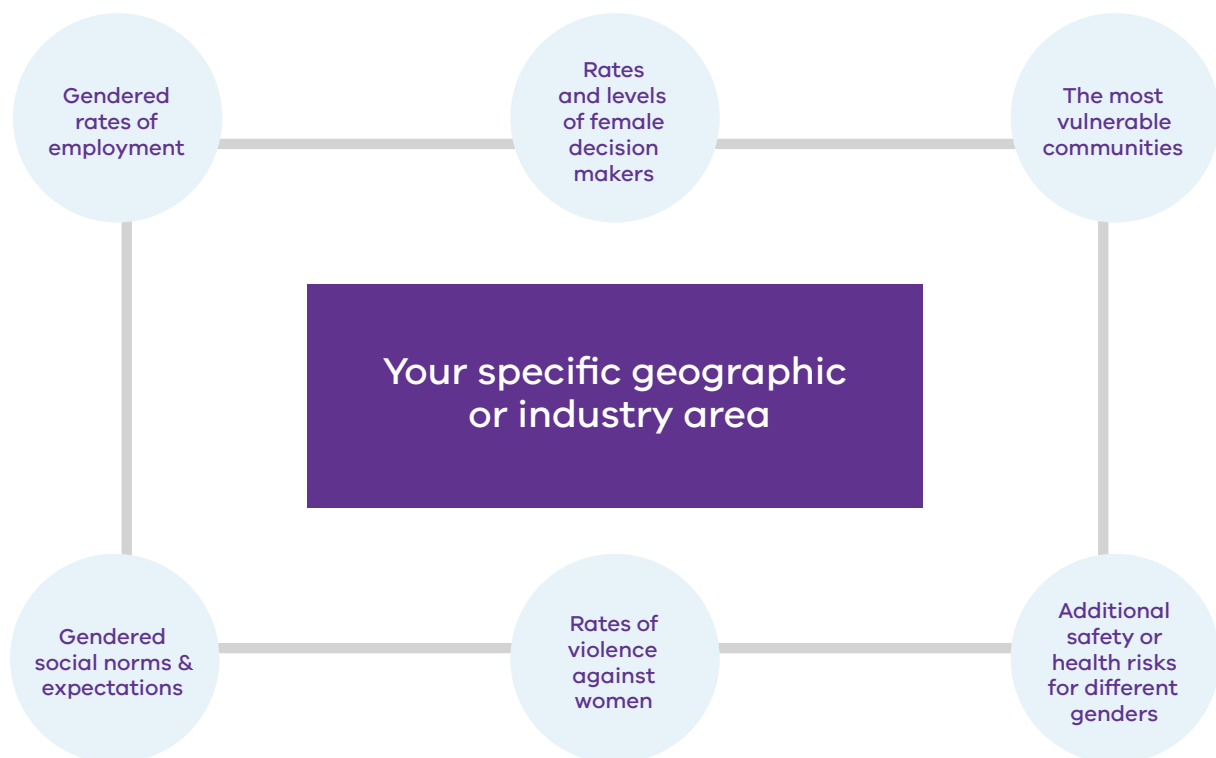 Gendered
rates of
employment
Rates
and levels
of female
decision
makers
The most
vulnerable
communities
Your specific geographic
or industry area
Gendered
social norms &
expectations
Rates of
violence
against
women
Additional
safety or
health risks
for different
genders